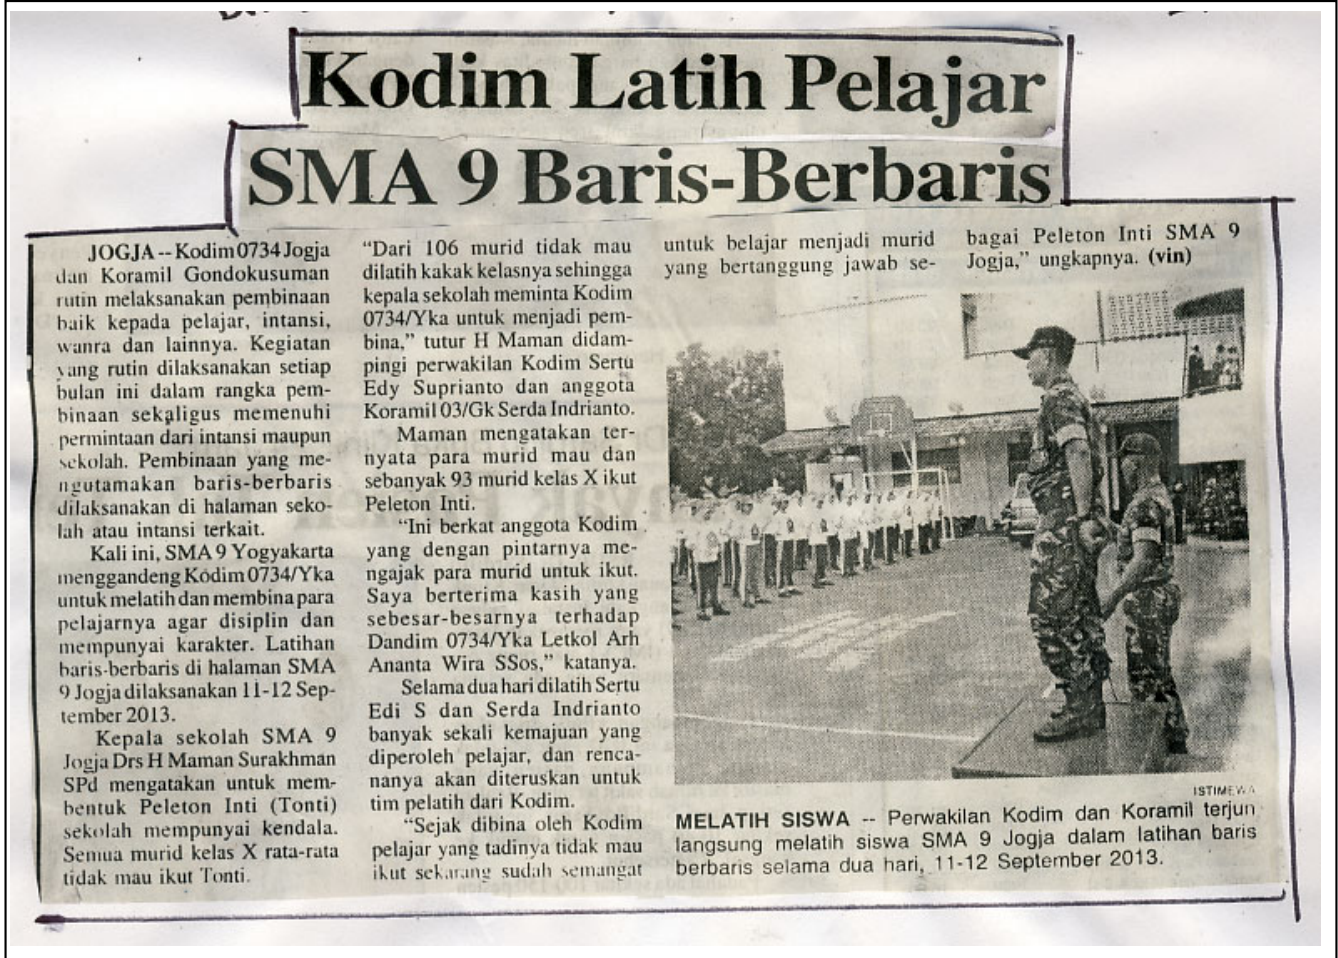 Kodim Latih Pelajar
SMA 9 Baris-Berbaris
JOGJA -- Kodim 0734 Jogja
dan Koramil Gondokusuman
rutin melaksanakan pembinaan
baik kepada pelajar, intansi,
wanra dan lainnya. Kegiatan
yang rutin dilaksanakan setiap
bulan ini dalam rangka pem-
binaan sekaligus memenuhi
permintaan dari intansi maupun
sekolah. Pembinaan yang me-
ngutamakan baris-berbaris
dilaksanakan di halaman seko-
lah atau intansi terkait.
Kali ini, SMA 9 Yogyakarta
menggandeng Kodim 0734/Yka
untuk melatih dan membina para
pelajarnya agar disiplin dan
mempunyai karakter. Latihan
baris-berbaris di halaman SMA
9 Jogja dilaksanakan 11-12 Sep-
tember 2013.
Kepala sekolah SMA 9
Jogja Drs H Maman Surakhman
SPd mengatakan untuk mem-
bentuk Peleton Inti (Tonti)
sekolah mempunyai kendala.
Semua murid kelas X rata-rata
tidak mau ikut Tonti.
“Dari 106 murid tidak mau
dilatih kakak kelasnya sehingga
kepala sekolah meminta Kodim
0734/Yka untuk menjadi pem-
bina,” tutur H Maman didam-
pingi perwakilan Kodim Sertu
Edy Suprianto dan anggota
Koramil 03/Gk Serda Indrianto.
Maman mengatakan ter-
nyata para murid mau dan
sebanyak 93 murid kelas X ikut
Peleton Inti.
“Ini berkat anggota Kodim
yang dengan pintarnya me-
ngajak para murid untuk ikut.
Saya berterima kasih yang
sebesar-besarnya terhadap
Dandim 0734/Yka Letkol Arh
Ananta Wira SSos,” katanya.
Selama dua hari dilatih Sertu
Edi S dan Serda Indrianto
banyak sekali kemajuan yang
diperoleh pelajar, dan renca-
nanya akan diteruskan untuk
tim pelatih dari Kodim.
“Sejak dibina oleh Kodim
pelajar yang tadinya tidak mau
ikut sekarang sudah semangat
untuk belajar menjadi murid
yang bertanggung jawab se-
bagai Peleton Inti SMA 9
Jogja,” ungkapnya. (vin)
ISTIMEWA
MELATIH SISWA -- Perwakilan Kodim dan Koramil terjun
langsung melatih siswa SMA 9 Jogja dalam latihan baris
berbaris selama dua hari, 11-12 September 2013.